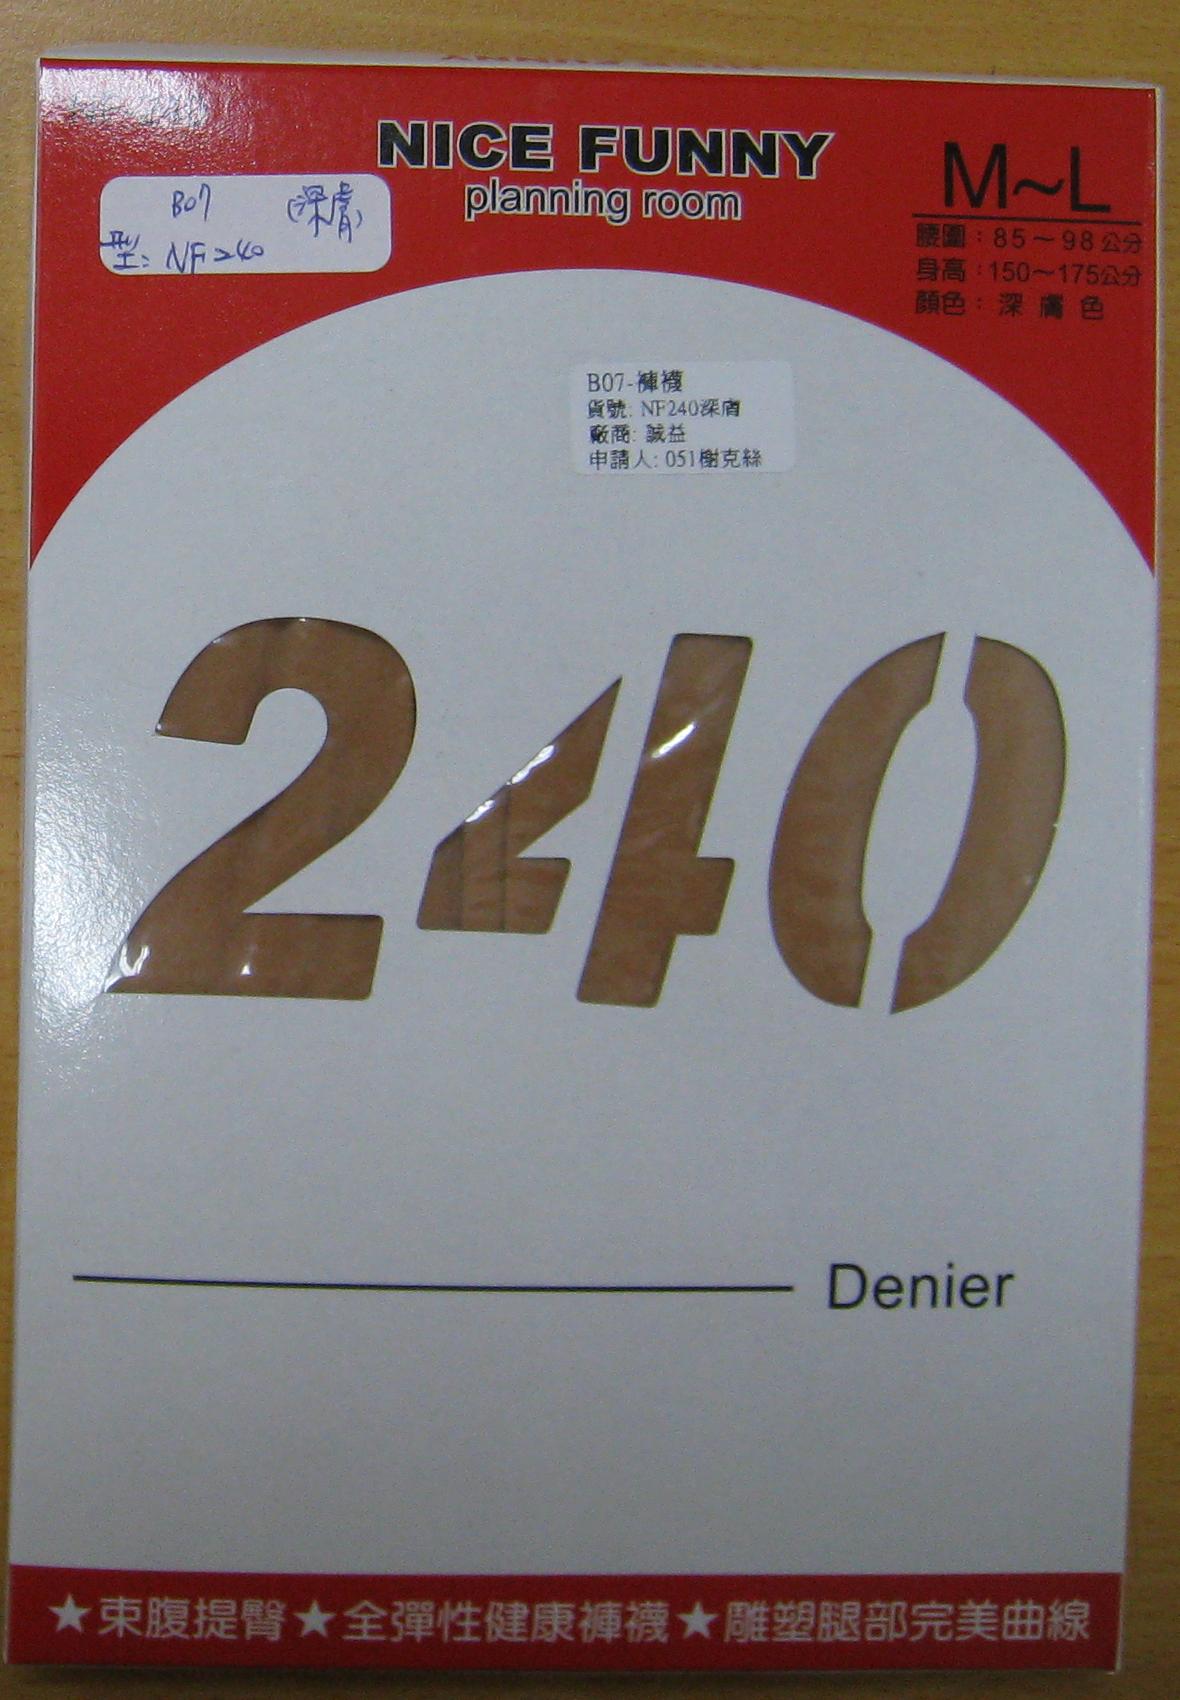 NICE FUNNY
planning room
M~L
腰圍：85～98公分
身高：150～175公分
顏色：深膚色
B07 (深膚)
型：NF240
B07-褲襪
貨號: NF240深膚
廠商: 誠益
申請人: 051榭克絲
240
Denier
★束腹提臀★全彈性健康褲襪★雕塑腿部完美曲線